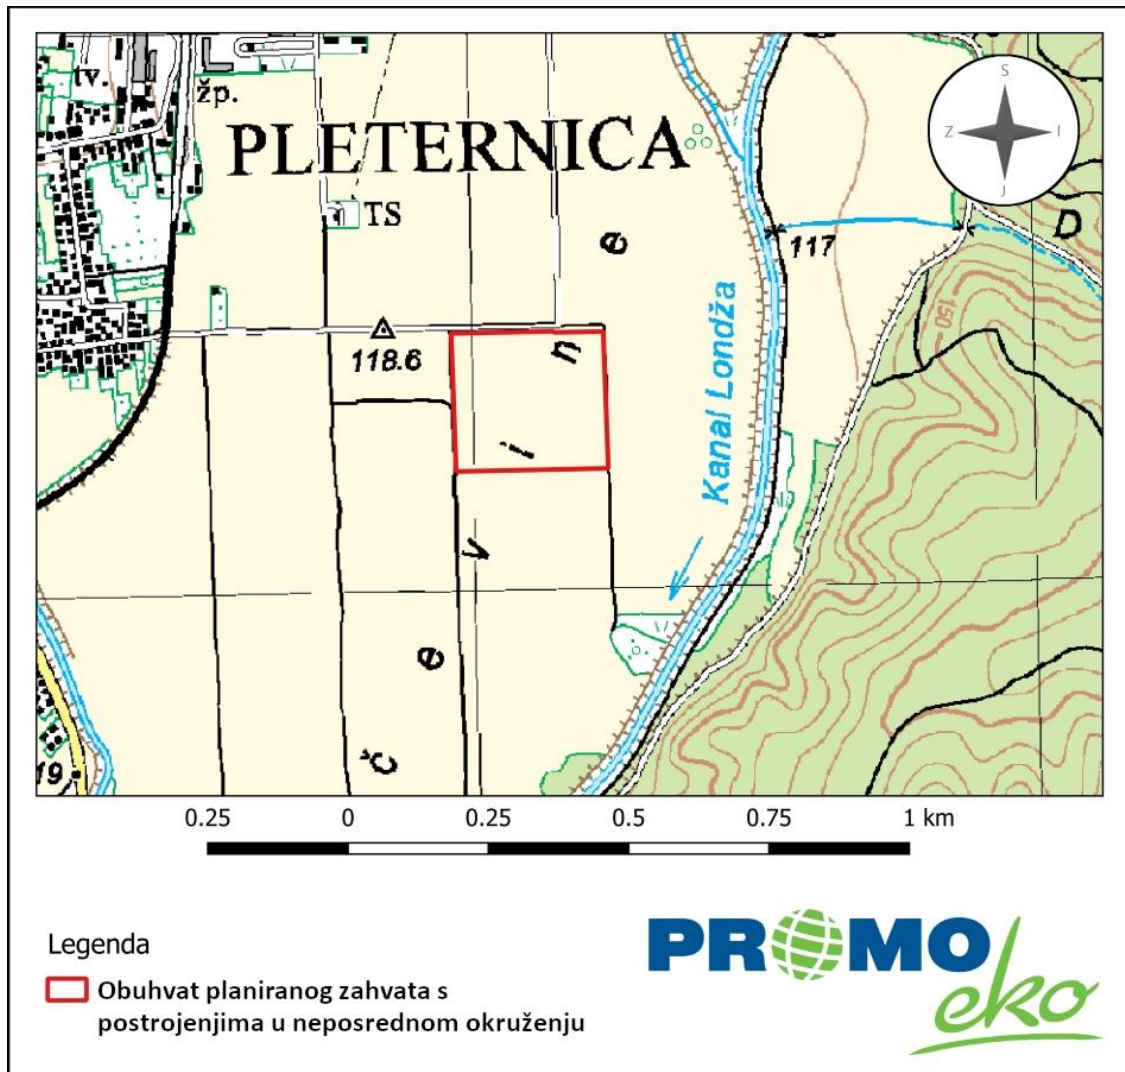 tv.
žp.
PLETERNICA
TS
S
Z I
J
D
117
e
150
118.6
n
i
Kanal Londža
v
e
č
19
0.25 0 0.25 0.5 0.75 1 km
Legenda
Obuhvat planiranog zahvata s
postrojenjima u neposrednom okruženju
PROMO
eko